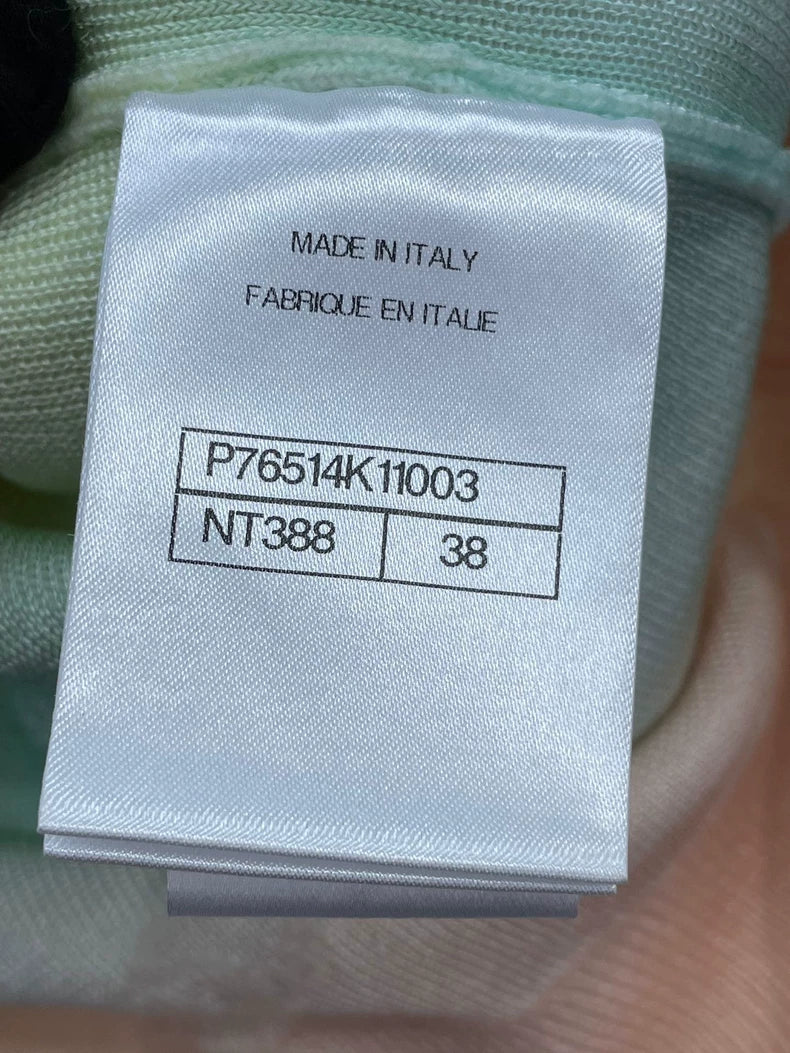 MADE IN ITALY
FABRIQUE EN ITALIE
P76514K11003
NT388 38